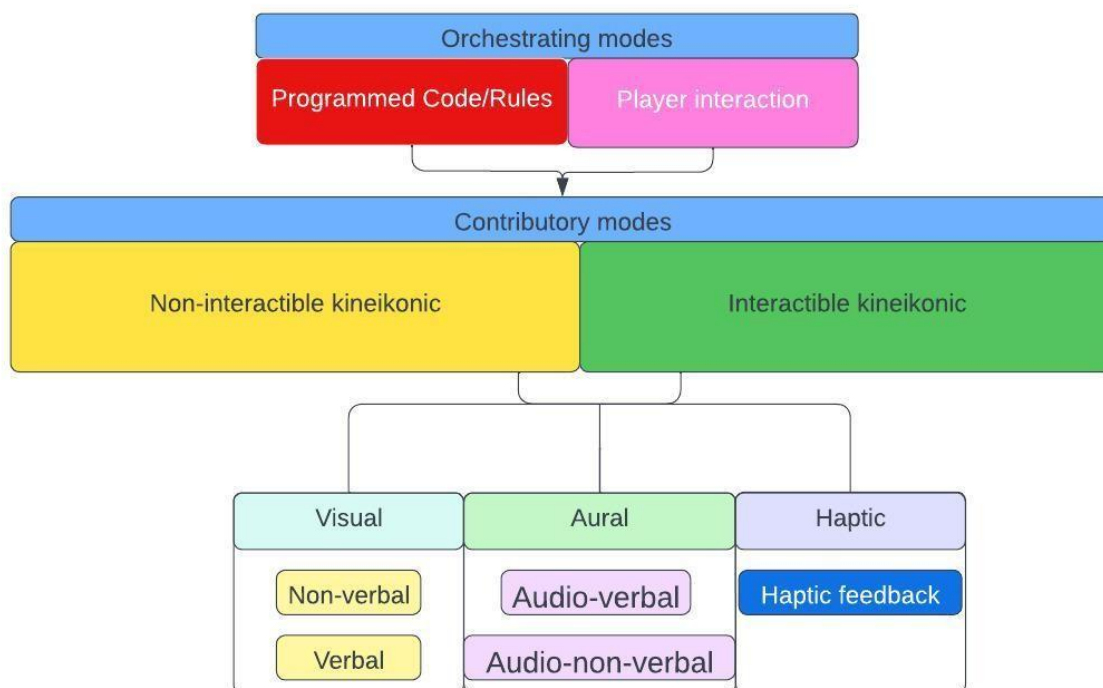 Orchestrating modes
Programmed Code/Rules
Player interaction
Contributory modes
Non-interactible kineikonic
Interactible kineikonic
Visual
Aural
Haptic
Non-verbal
Audio-verbal
Haptic feedback
Verbal
Audio-non-verbal